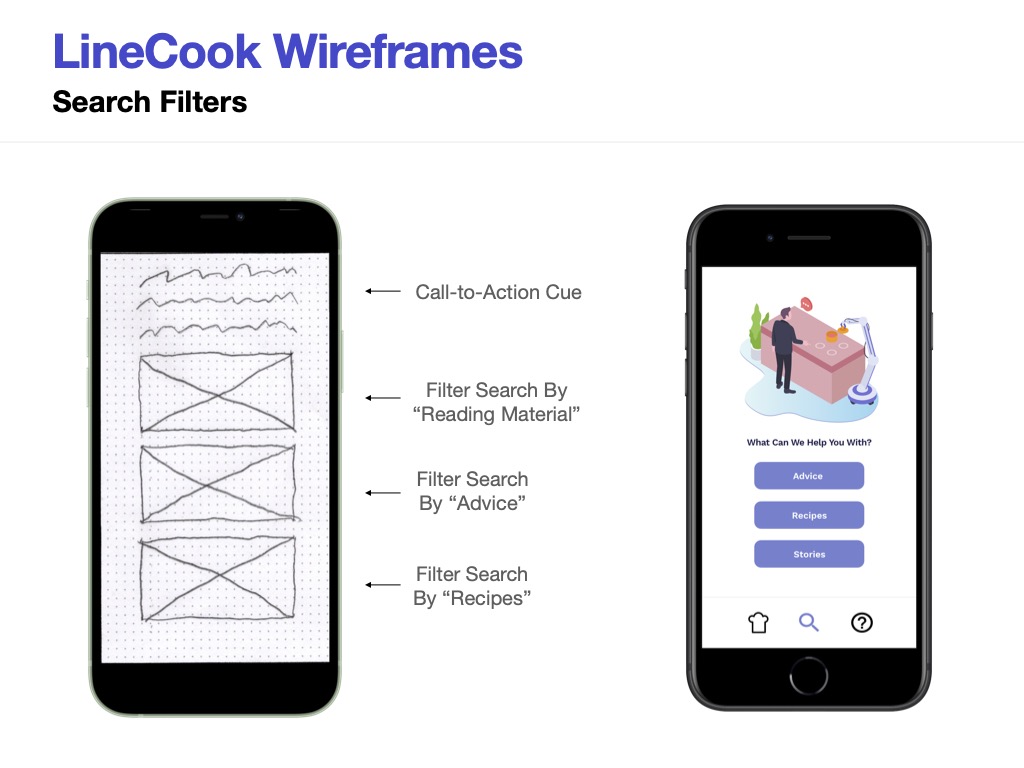 LineCook Wireframes
Search Filters
Call-to-Action Cue
Filter Search By
“Reading Material”
Filter Search
By “Advice”
Filter Search
By “Recipes”
What Can We Help You With?
Advice
Recipes
Stories
?